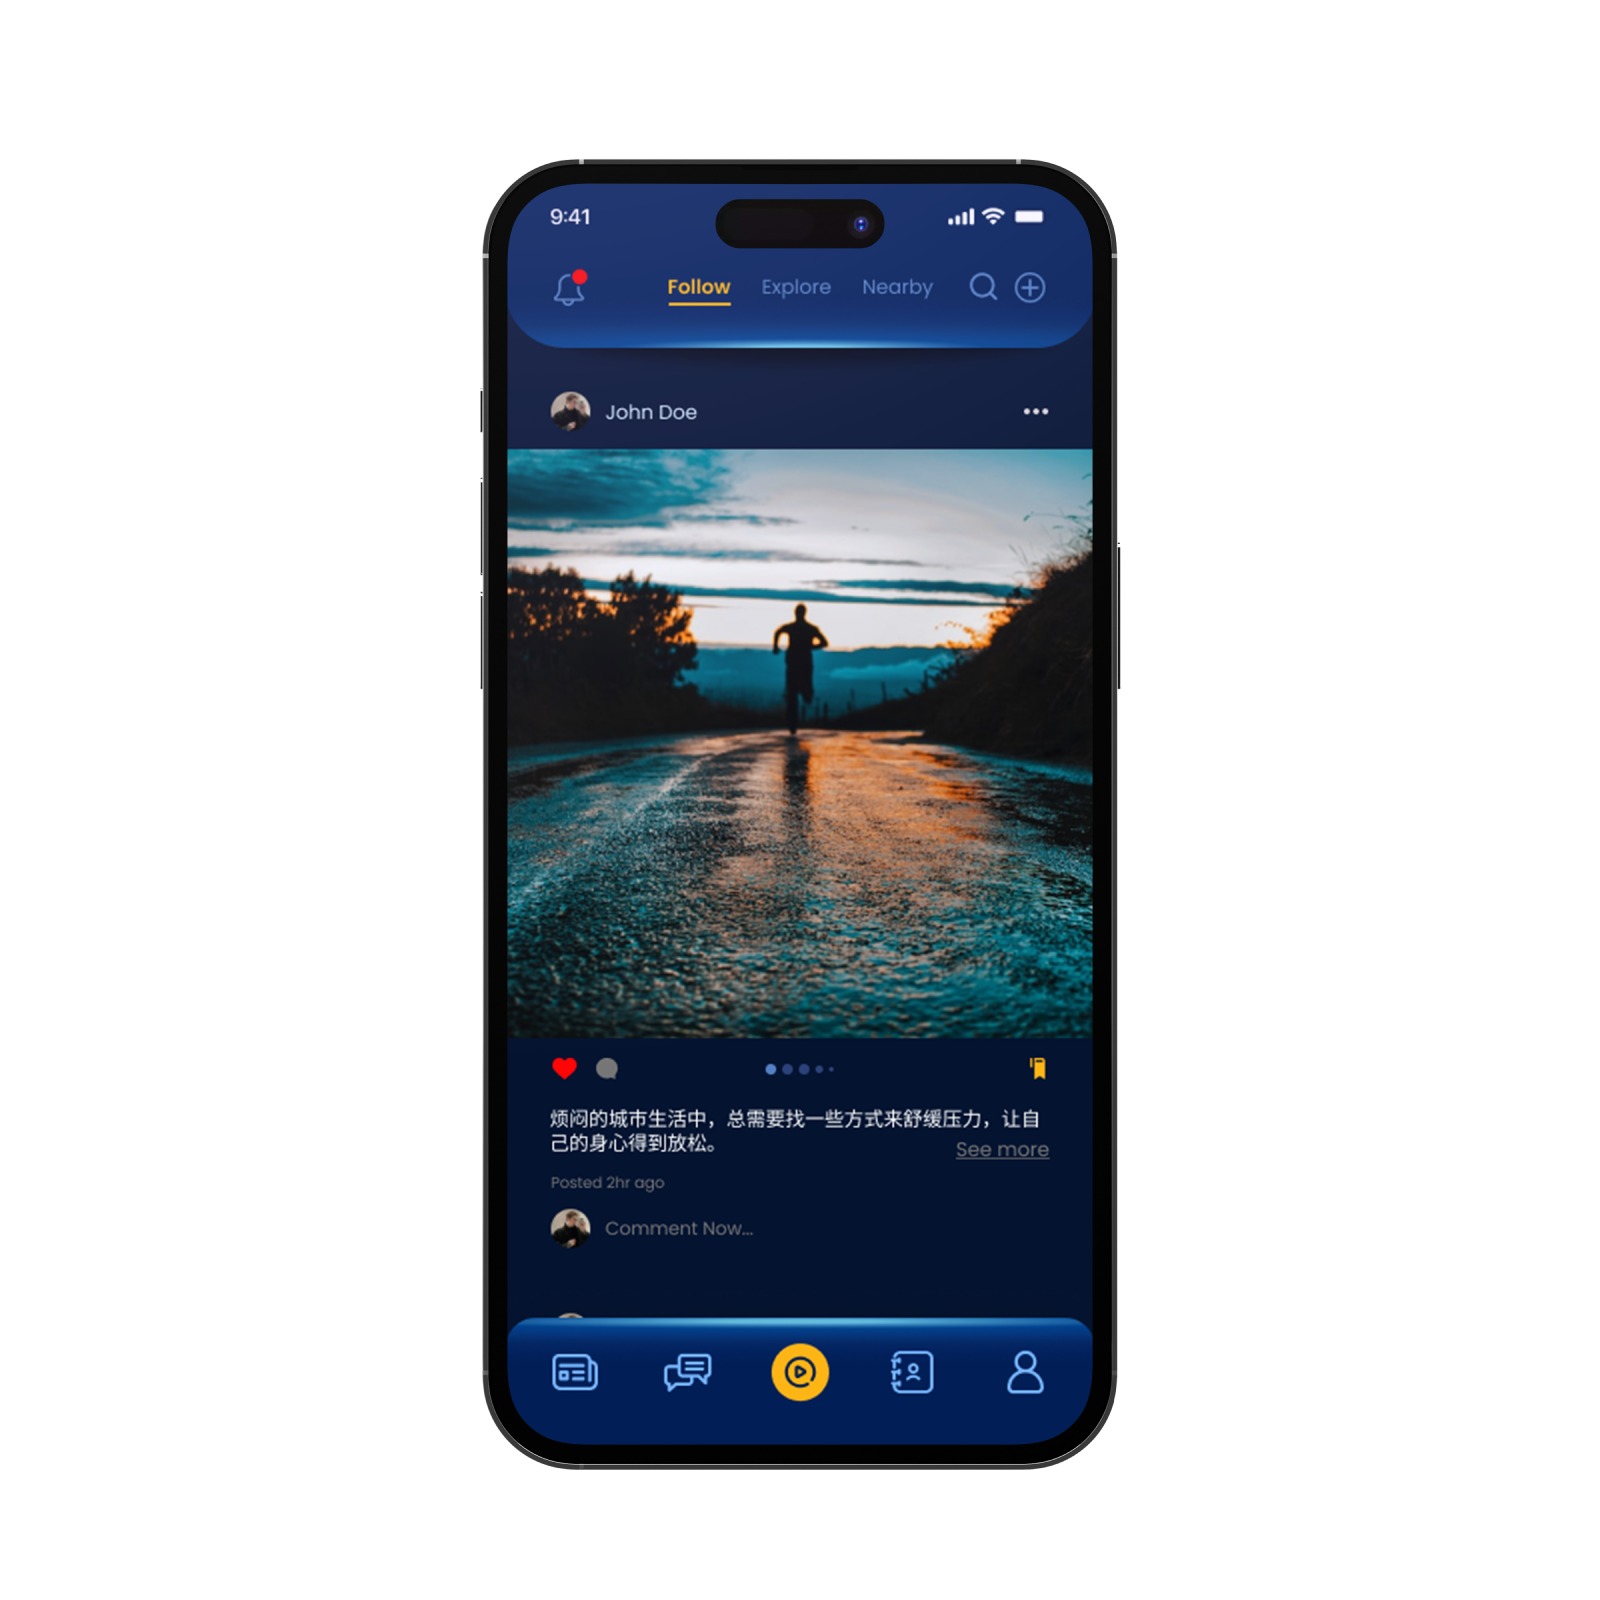 9:41
Follow Explore Nearby
John Doe
烦闷的城市生活中，总需要找一些方式来舒缓压力，让自
己的身心得到放松。
See more
Posted 2hr ago
Comment Now...